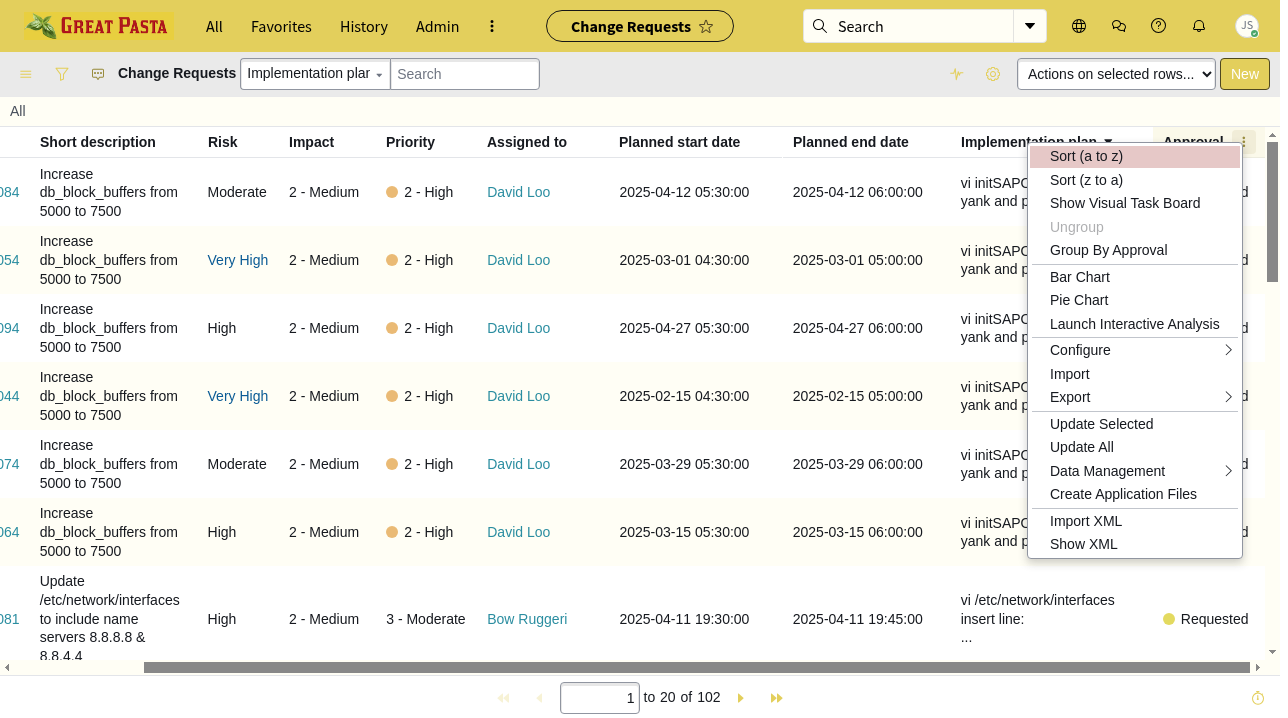 GREAT PASTA All Favorites History Admin Change Requests Search JS
Change Requests Implementation plan Search Actions on selected rows... New
All
Short description Risk Impact Priority Assigned to Planned start date Planned end date Implementation plan Approval
084 Increase db_block_buffers from 5000 to 7500 Moderate 2 - Medium 2 - High David Loo 2025-04-12 05:30:00 2025-04-12 06:00:00 vi initSAPC yank and p d
054 Increase db_block_buffers from 5000 to 7500 Very High 2 - Medium 2 - High David Loo 2025-03-01 04:30:00 2025-03-01 05:00:00 vi initSAPC yank and p d
094 Increase db_block_buffers from 5000 to 7500 High 2 - Medium 2 - High David Loo 2025-04-27 05:30:00 2025-04-27 06:00:00 vi initSAPC yank and p d
044 Increase db_block_buffers from 5000 to 7500 Very High 2 - Medium 2 - High David Loo 2025-02-15 04:30:00 2025-02-15 05:00:00 vi initSAPC yank and p d
074 Increase db_block_buffers from 5000 to 7500 Moderate 2 - Medium 2 - High David Loo 2025-03-29 05:30:00 2025-03-29 06:00:00 vi initSAPC yank and p d
064 Increase db_block_buffers from 5000 to 7500 High 2 - Medium 2 - High David Loo 2025-03-15 05:30:00 2025-03-15 06:00:00 vi initSAPC yank and p d
081 Update /etc/network/interfaces to include name servers 8.8.8.8 & 8.8.4.4 High 2 - Medium 3 - Moderate Bow Ruggeri 2025-04-11 19:30:00 2025-04-11 19:45:00 vi /etc/network/interfaces insert line: ... Requested
Sort (a to z)
Sort (z to a)
Show Visual Task Board
Ungroup
Group By Approval
Bar Chart
Pie Chart
Launch Interactive Analysis
Configure
Import
Export
Update Selected
Update All
Data Management
Create Application Files
Import XML
Show XML
1 to 20 of 102